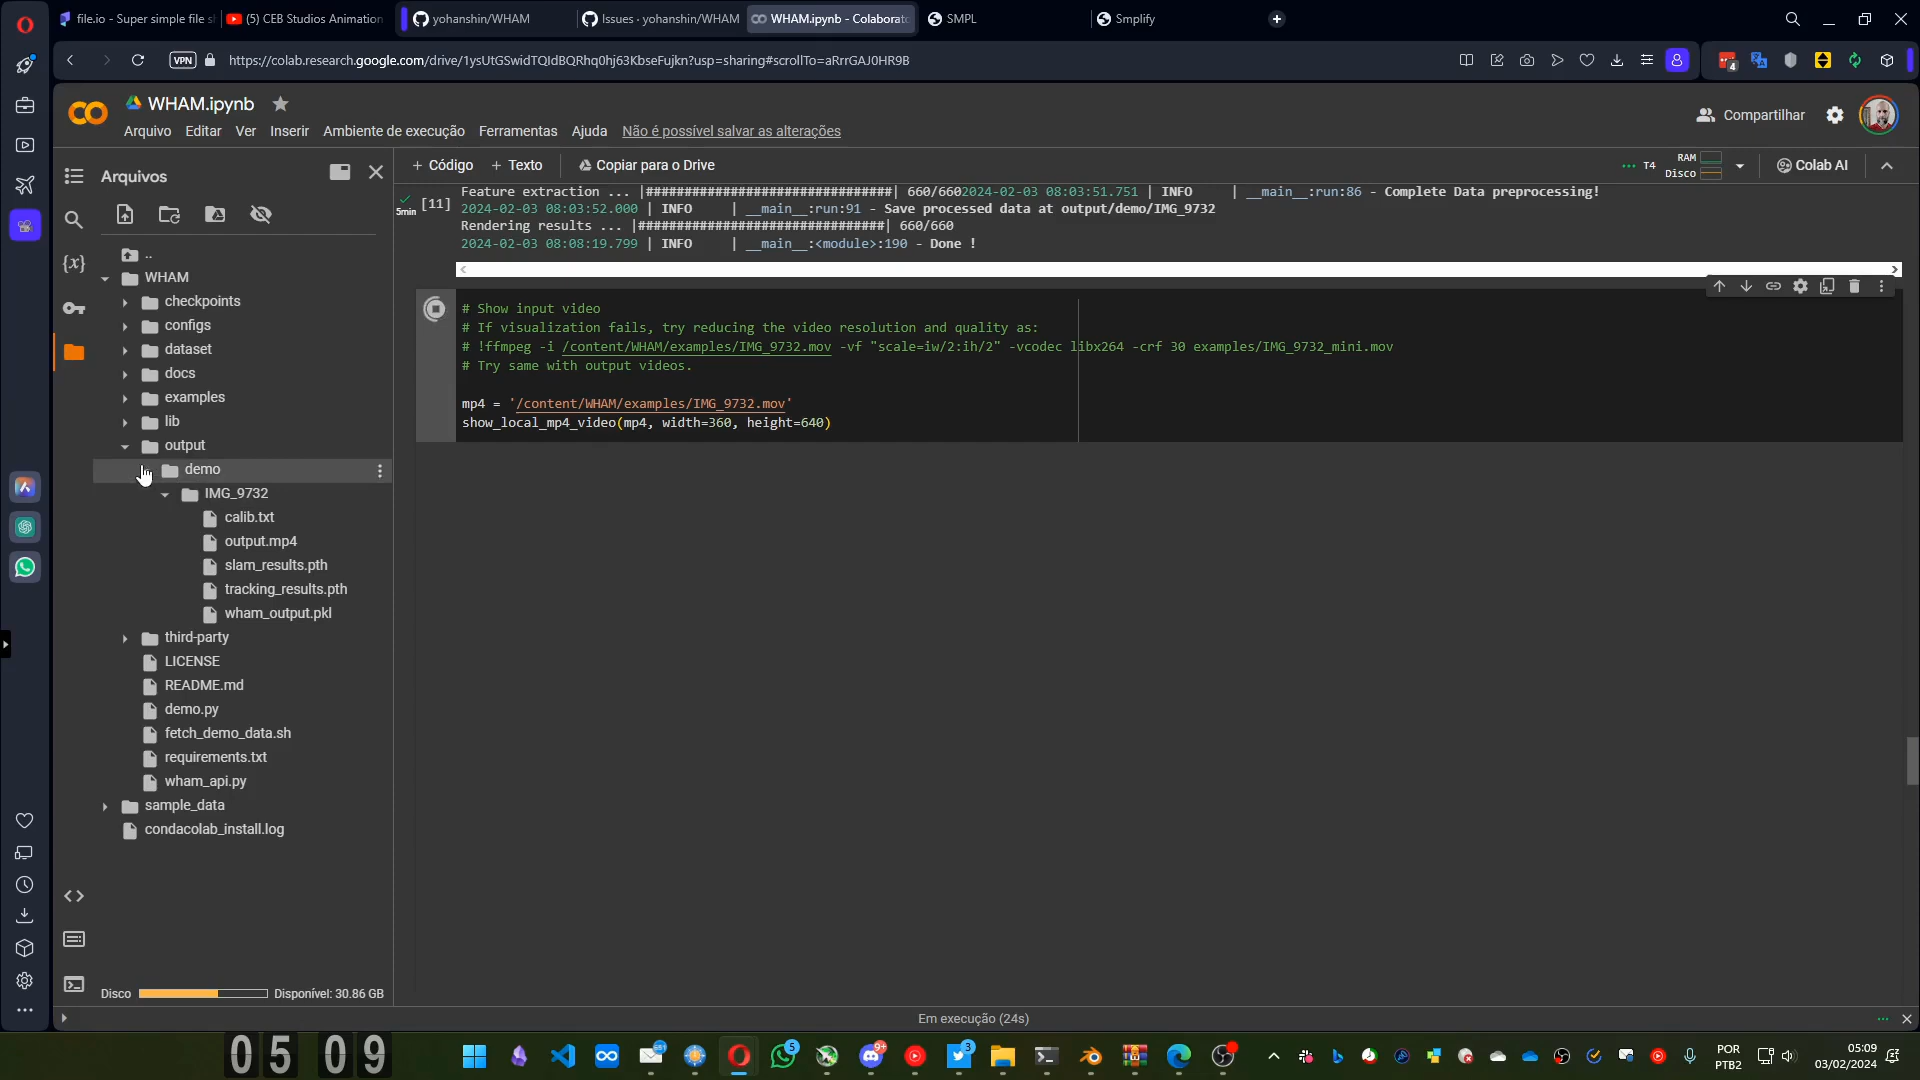 file.io - Super simple file s
(5) CEB Studios Animation
yohanshin/WHAM
Issues · yohanshin/WHAM
WHAM.ipynb - Colaborato
SMPL
Smplify
VPN
https://colab.research.google.com/drive/1ysUtGSwidTQIdBQRhq0hj63KbseFujkn?usp=sharing#scrollTo=aRrrGAJ0HR9B
4
WHAM.ipynb
Arquivo Editar Ver Inserir Ambiente de execução Ferramentas Ajuda Não é possível salvar as alterações
Compartilhar
Arquivos
+ Código + Texto Copiar para o Drive
T4
RAM
Disco
Colab AI
5min
[11]
Feature extraction ... |################################| 660/6602024-02-03 08:03:51.751 | INFO | __main__:run:86 - Complete Data preprocessing!
2024-02-03 08:03:52.000 | INFO | __main__:run:91 - Save processed data at output/demo/IMG_9732
Rendering results ... |################################| 660/660
2024-02-03 08:08:19.799 | INFO | __main__:<module>:190 - Done !
# Show input video
# If visualization fails, try reducing the video resolution and quality as:
# !ffmpeg -i /content/WHAM/examples/IMG_9732.mov -vf "scale=iw/2:ih/2" -vcodec libx264 -crf 30 examples/IMG_9732_mini.mov
# Try same with output videos.
mp4 = '/content/WHAM/examples/IMG_9732.mov'
show_local_mp4_video(mp4, width=360, height=640)
{x}
..
WHAM
checkpoints
configs
dataset
docs
examples
lib
output
demo
IMG_9732
calib.txt
output.mp4
slam_results.pth
tracking_results.pth
wham_output.pkl
third-party
LICENSE
README.md
demo.py
fetch_demo_data.sh
requirements.txt
wham_api.py
sample_data
condacolab_install.log
Disco
Disponível: 30.86 GB
Em execução (24s)
05 09
5
9+
3
POR
PTB2
05:09
03/02/2024